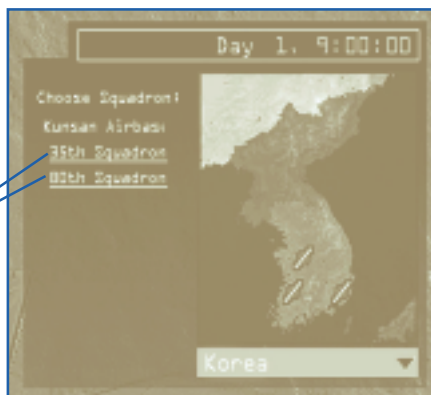 Day 1, 9:00:00
Choose Squadron:
Kunsan Airbase
35th Squadron
80th Squadron
Korea